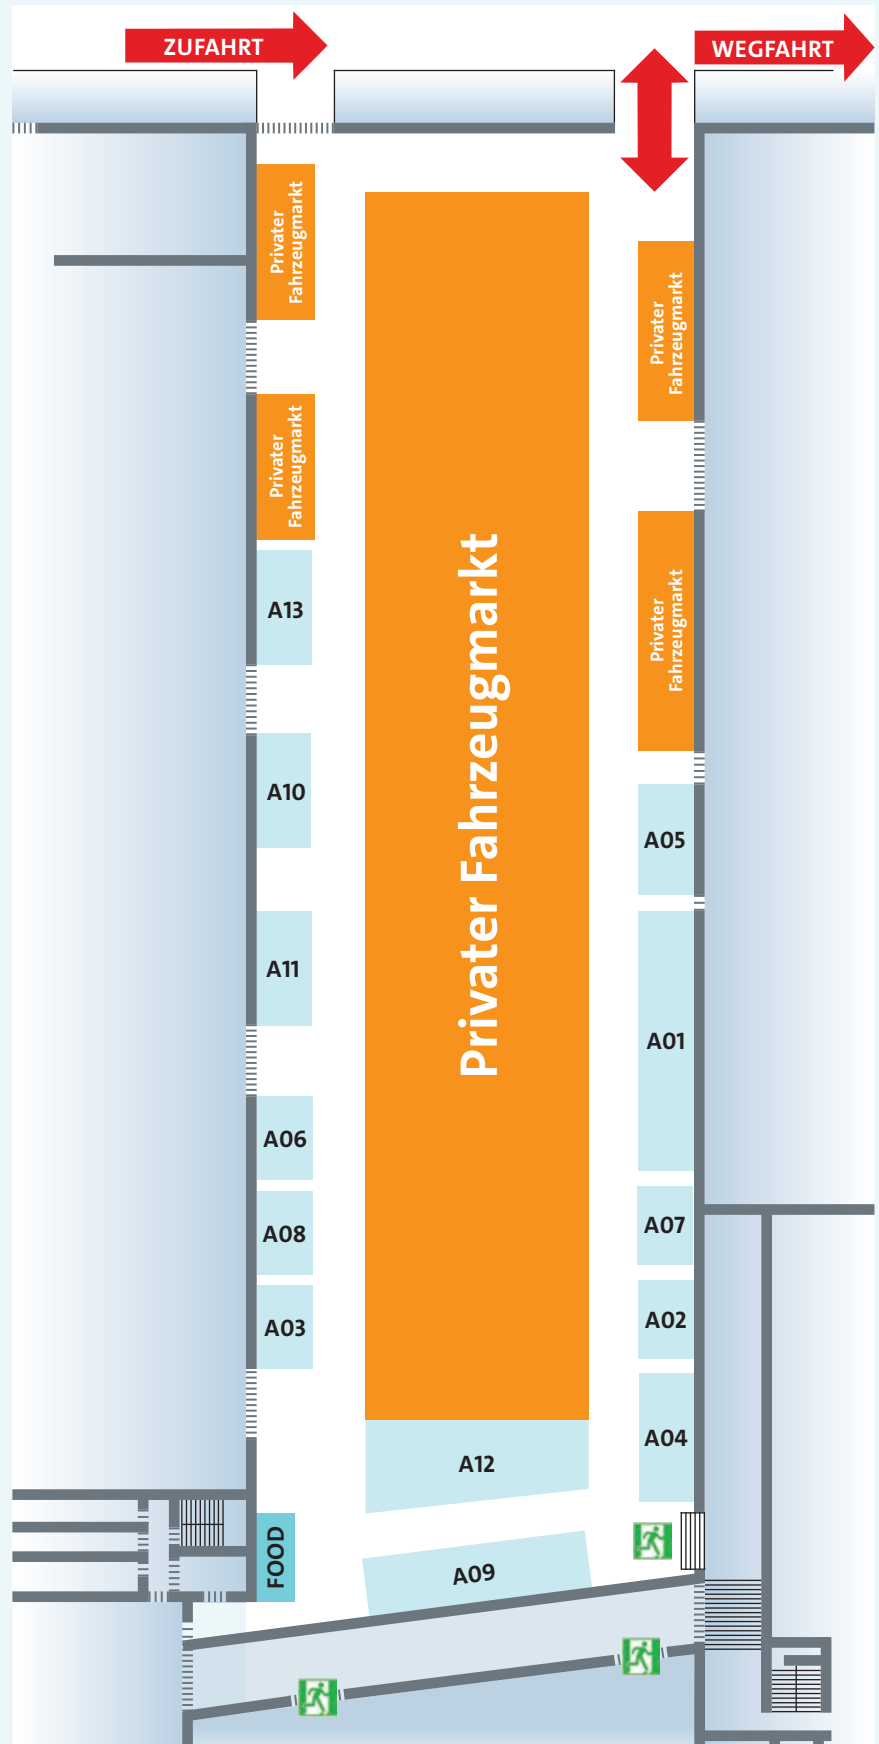 ZUFAHRT
WEGFAHRT
Privater
Fahrzeugmarkt
Privater
Fahrzeugmarkt
Privater
Fahrzeugmarkt
Privater
Fahrzeugmarkt
Privater Fahrzeugmarkt
A13
A10
A05
A11
A01
A06
A07
A08
A02
A03
A04
A12
FOOD
A09